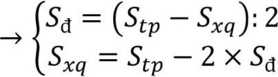 → { S_đ = (S_tp − S_xq) : 2
S_xq = S_tp − 2 × S_đ